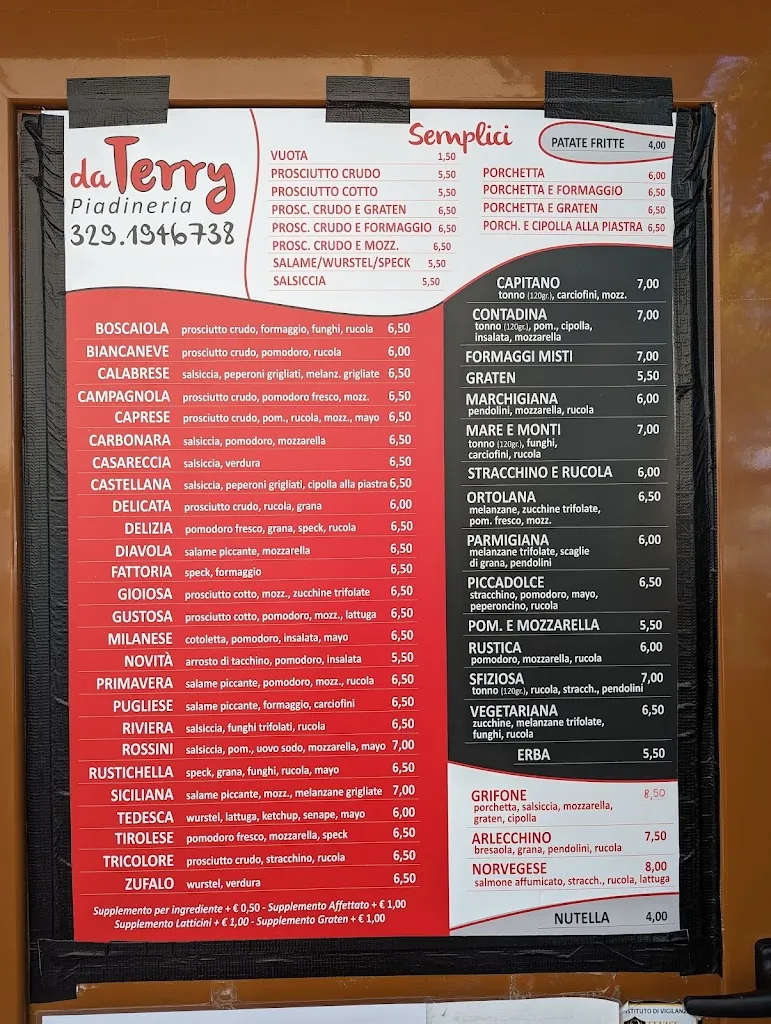 da Terry
Piadineria
329.1946738
Semplici
VUOTA 1,50
PROSCIUTTO CRUDO 5,50
PROSCIUTTO COTTO 5,50
PROSC. CRUDO E GRATEN 6,50
PROSC. CRUDO E FORMAGGIO 6,50
PROSC. CRUDO E MOZZ. 6,50
SALAME/WURSTEL/SPECK 5,50
SALSICCIA 5,50
PATATE FRITTE 4,00
PORCHETTA 6,00
PORCHETTA E FORMAGGIO 6,50
PORCHETTA E GRATEN 6,50
PORCH. E CIPOLLA ALLA PIASTRA 6,50
BOSCAIOLA prosciutto crudo, formaggio, funghi, rucola 6,50
BIANCANEVE prosciutto crudo, pomodoro, rucola 6,00
CALABRESE salsiccia, peperoni grigliati, melanz. grigliate 6,50
CAMPAGNOLA prosciutto crudo, pomodoro fresco, mozz. 6,50
CAPRESE prosciutto crudo, pom., rucola, mozz., mayo 6,50
CARBONARA salsiccia, pomodoro, mozzarella 6,50
CASARECCIA salsiccia, verdura 6,50
CASTELLANA salsiccia, peperoni grigliati, cipolla alla piastra 6,50
DELICATA prosciutto crudo, rucola, grana 6,00
DELIZIA pomodoro fresco, grana, speck, rucola 6,50
DIAVOLA salame piccante, mozzarella 6,50
FATTORIA speck, formaggio 6,50
GIOIOSA prosciutto cotto, mozz., zucchine trifolate 6,50
GUSTOSA prosciutto cotto, pomodoro, mozz., lattuga 6,50
MILANESE cotoletta, pomodoro, insalata, mayo 6,50
NOVITÀ arrosto di tacchino, pomodoro, insalata 5,50
PRIMAVERA salame piccante, pomodoro, mozz., rucola 6,50
PUGLIESE salame piccante, formaggio, carciofini 6,50
RIVIERA salsiccia, funghi trifolati, rucola 6,50
ROSSINI salsiccia, pom., uovo sodo, mozzarella, mayo 7,00
RUSTICHELLA speck, grana, funghi, rucola, mayo 6,50
SICILIANA salame piccante, mozz., melanzane grigliate 7,00
TEDESCA wurstel, lattuga, ketchup, senape, mayo 6,00
TIROLESE pomodoro fresco, mozzarella, speck 6,50
TRICOLORE prosciutto crudo, stracchino, rucola 6,50
ZUFALO wurstel, verdura 6,50
Supplemento per ingrediente + € 0,50 - Supplemento Affettato + € 1,00
Supplemento Latticini + € 1,00 - Supplemento Graten + € 1,00
CAPITANO 7,00
tonno (120gr.), carciofini, mozz.
CONTADINA 7,00
tonno (120gr.), pom., cipolla,
insalata, mozzarella
FORMAGGI MISTI 7,00
GRATEN 5,50
MARCHIGIANA 6,00
pendolini, mozzarella, rucola
MARE E MONTI 7,00
tonno (120gr.), funghi,
carciofini, rucola
STRACCHINO E RUCOLA 6,00
ORTOLANA 6,50
melanzane, zucchine trifolate,
pom. fresco, mozz.
PARMIGIANA 6,00
melanzane trifolate, scaglie
di grana, pendolini
PICCADOLCE 6,50
stracchino, pomodoro, mayo,
peperoncino, rucola
POM. E MOZZARELLA 5,50
RUSTICA 6,00
pomodoro, mozzarella, rucola
SFIZIOSA 7,00
tonno (120gr.), rucola, stracch., pendolini
VEGETARIANA 6,50
zucchine, melanzane trifolate,
funghi, rucola
ERBA 5,50
GRIFONE 8,50
porchetta, salsiccia, mozzarella,
graten, cipolla
ARLECCHINO 7,50
bresaola, grana, pendolini, rucola
NORVEGESE 8,00
salmone affumicato, stracch., rucola, lattuga
NUTELLA 4,00
ISTITUTO DI VIGILANZA